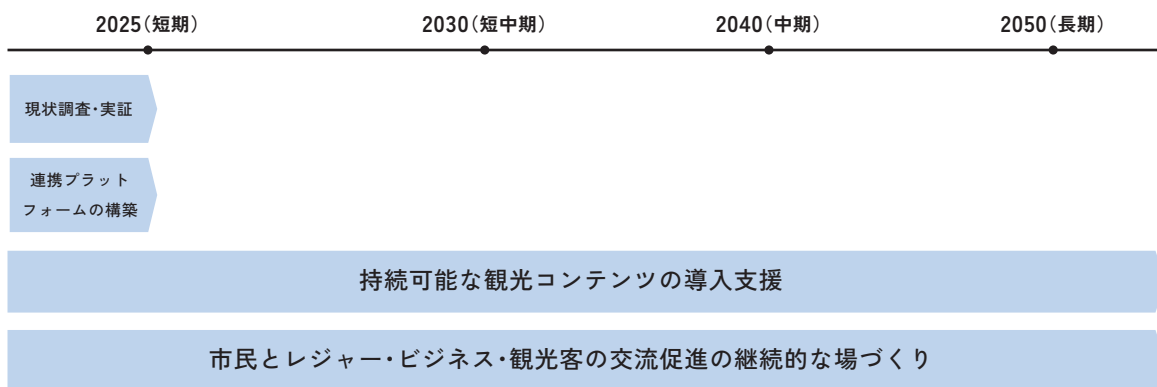 2025（短期） 2030（短中期） 2040（中期） 2050（長期）
現状調査・実証
連携プラット
フォームの構築
持続可能な観光コンテンツの導入支援
市民とレジャー・ビジネス・観光客の交流促進の継続的な場づくり